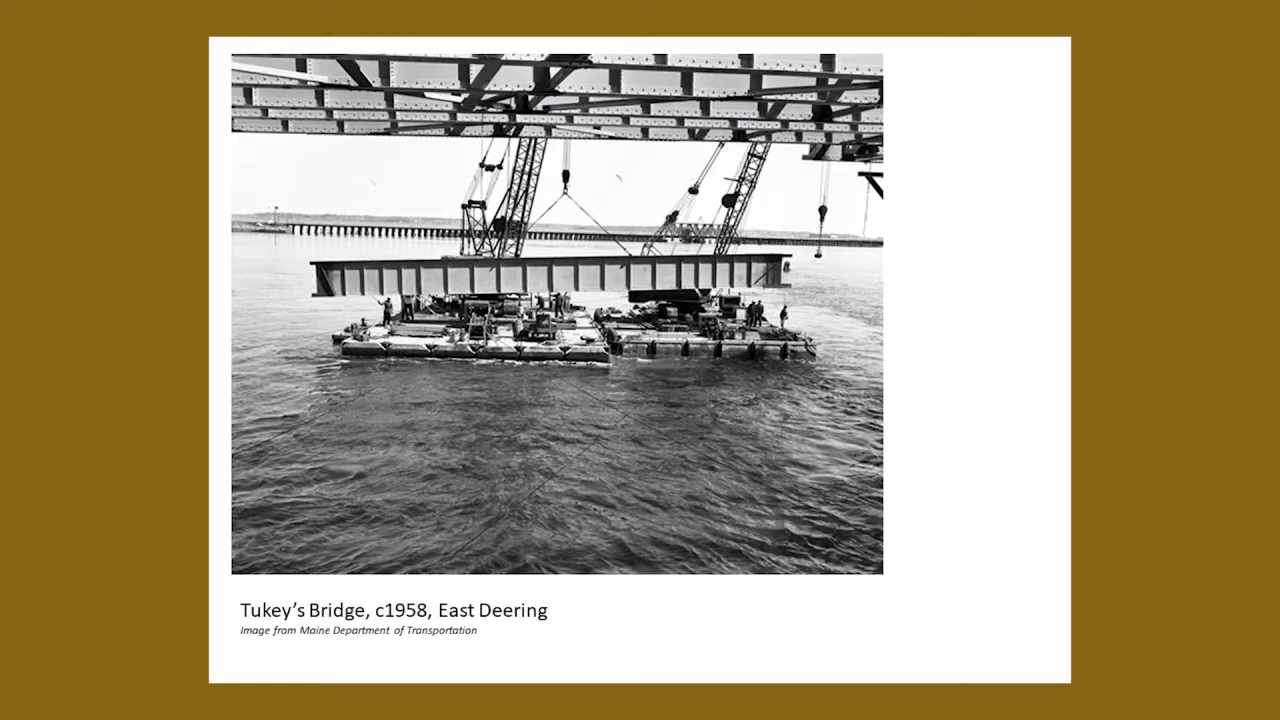 Tukey’s Bridge, c1958, East Deering
Image from Maine Department of Transportation